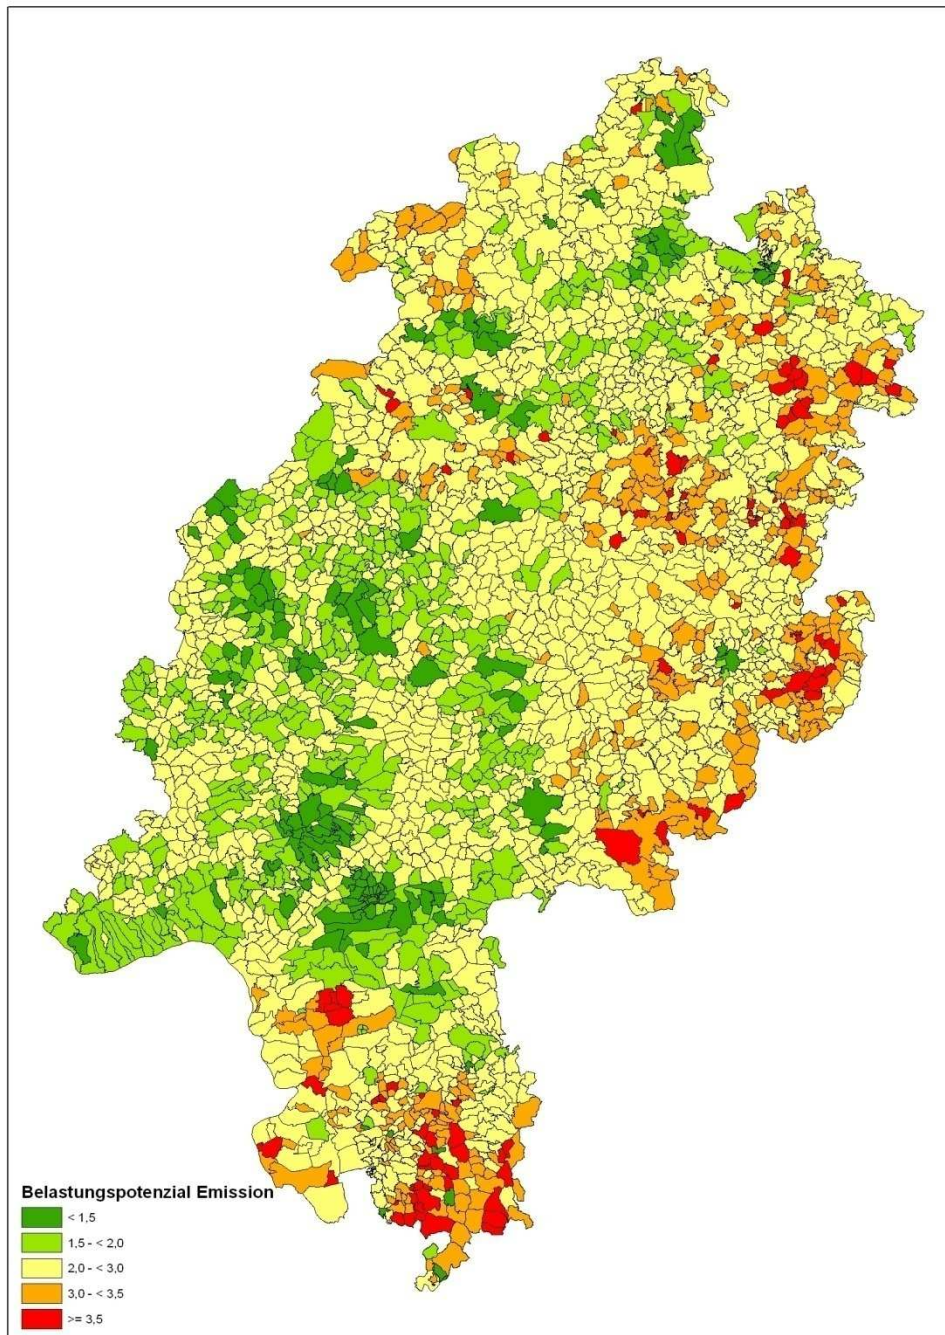 Belastungspotenzial Emission
< 1,5
1,5 - < 2,0
2,0 - < 3,0
3,0 - < 3,5
>= 3,5